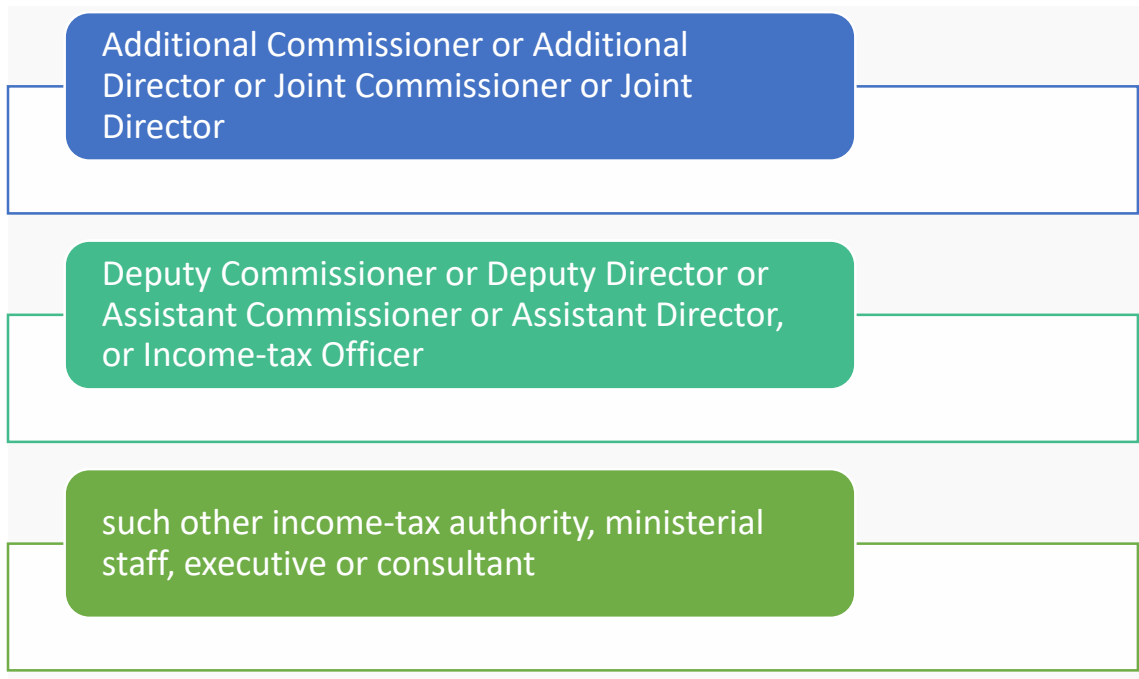 Additional Commissioner or Additional
Director or Joint Commissioner or Joint
Director
Deputy Commissioner or Deputy Director or
Assistant Commissioner or Assistant Director,
or Income-tax Officer
such other income-tax authority, ministerial
staff, executive or consultant